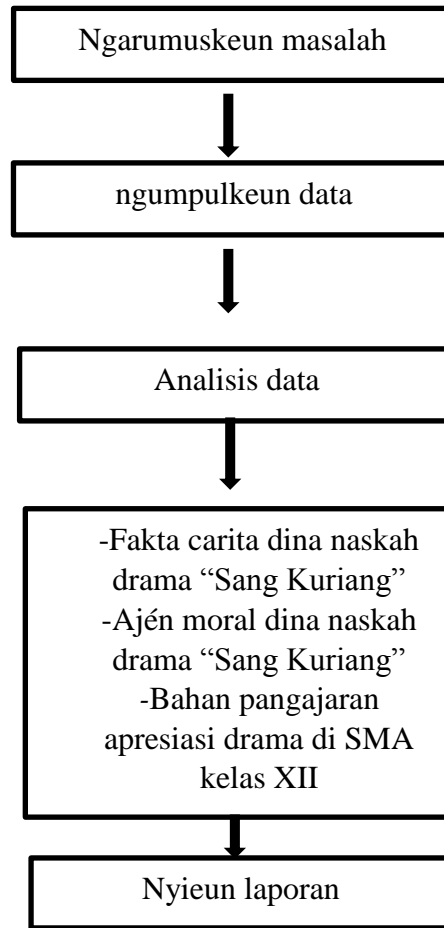 Ngarumuskeun masalah
ngumpulkeun data
Analisis data
-Fakta carita dina naskah
drama “Sang Kuriang”
-Ajén moral dina naskah
drama “Sang Kuriang”
-Bahan pangajaran
apresiasi drama di SMA
kelas XII
Nyieun laporan